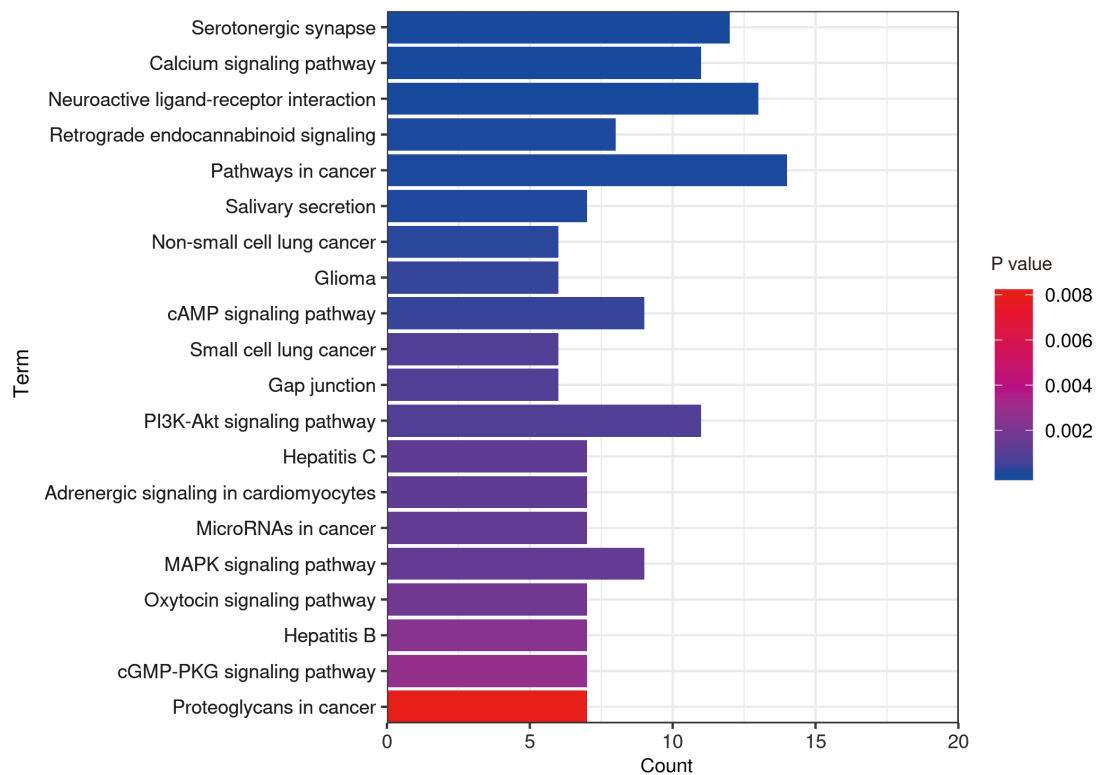 Serotonergic synapse
Calcium signaling pathway
Neuroactive ligand-receptor interaction
Retrograde endocannabinoid signaling
Pathways in cancer
Salivary secretion
Non-small cell lung cancer
Glioma
cAMP signaling pathway
Small cell lung cancer
Gap junction
PI3K-Akt signaling pathway
Hepatitis C
Adrenergic signaling in cardiomyocytes
MicroRNAs in cancer
MAPK signaling pathway
Oxytocin signaling pathway
Hepatitis B
cGMP-PKG signaling pathway
Proteoglycans in cancer
Term
0 5 10 15 20
Count
P value
0.008
0.006
0.004
0.002